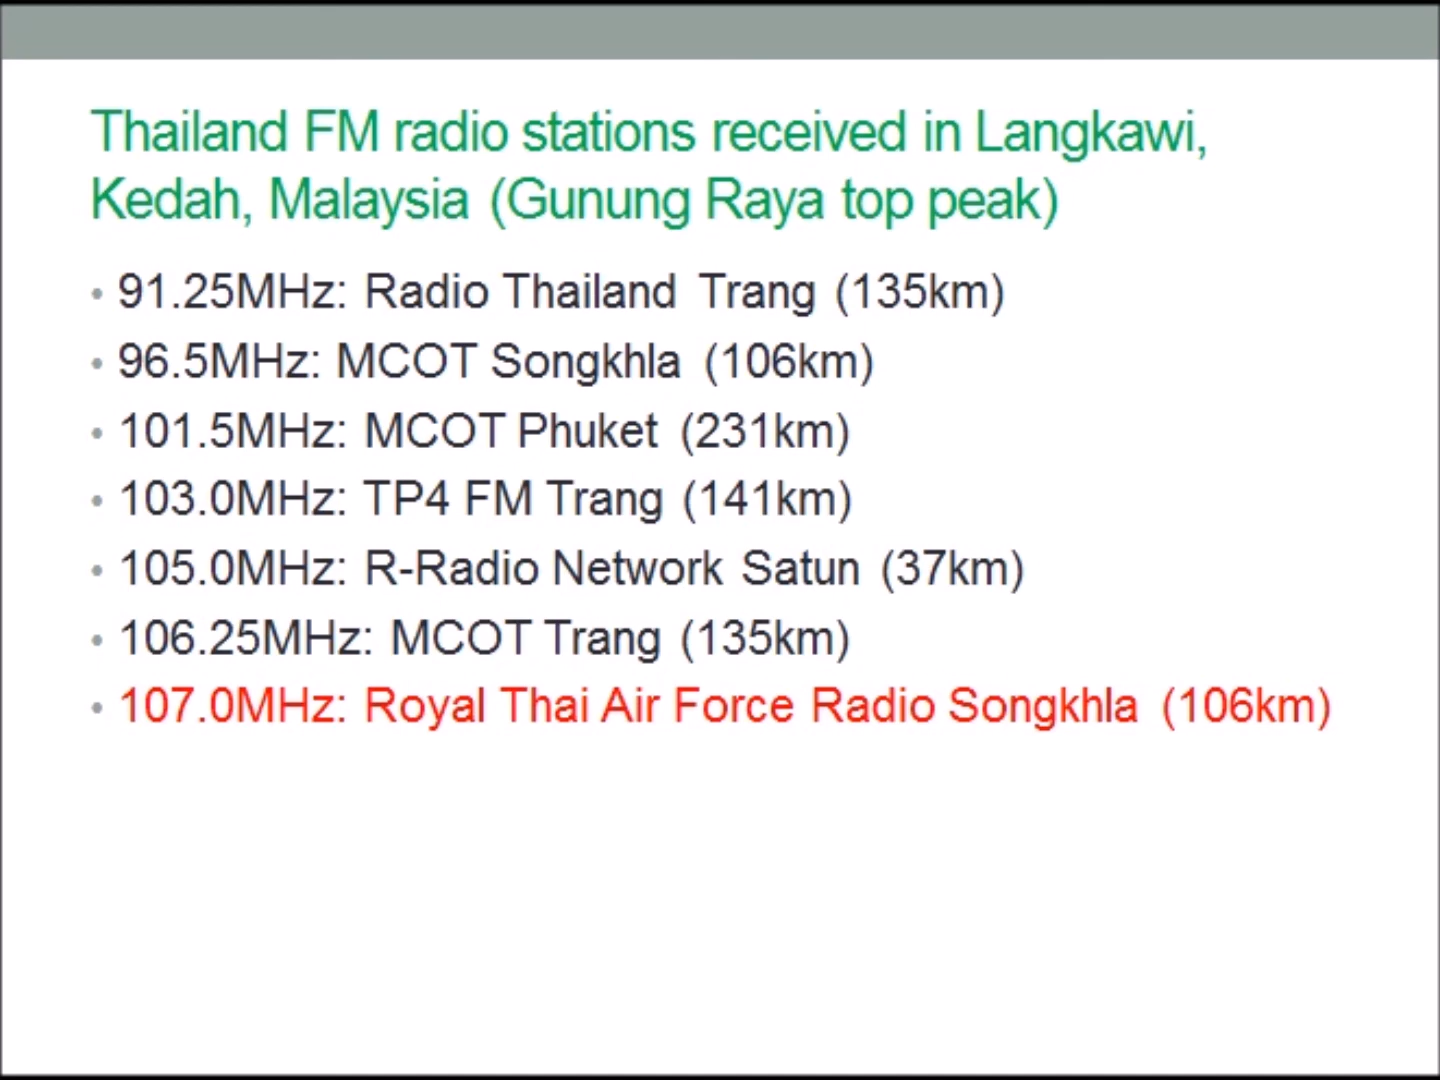 Thailand FM radio stations received in Langkawi,
Kedah, Malaysia (Gunung Raya top peak)
• 91.25MHz: Radio Thailand Trang (135km)
• 96.5MHz: MCOT Songkhla (106km)
• 101.5MHz: MCOT Phuket (231km)
• 103.0MHz: TP4 FM Trang (141km)
• 105.0MHz: R-Radio Network Satun (37km)
• 106.25MHz: MCOT Trang (135km)
• 107.0MHz: Royal Thai Air Force Radio Songkhla (106km)